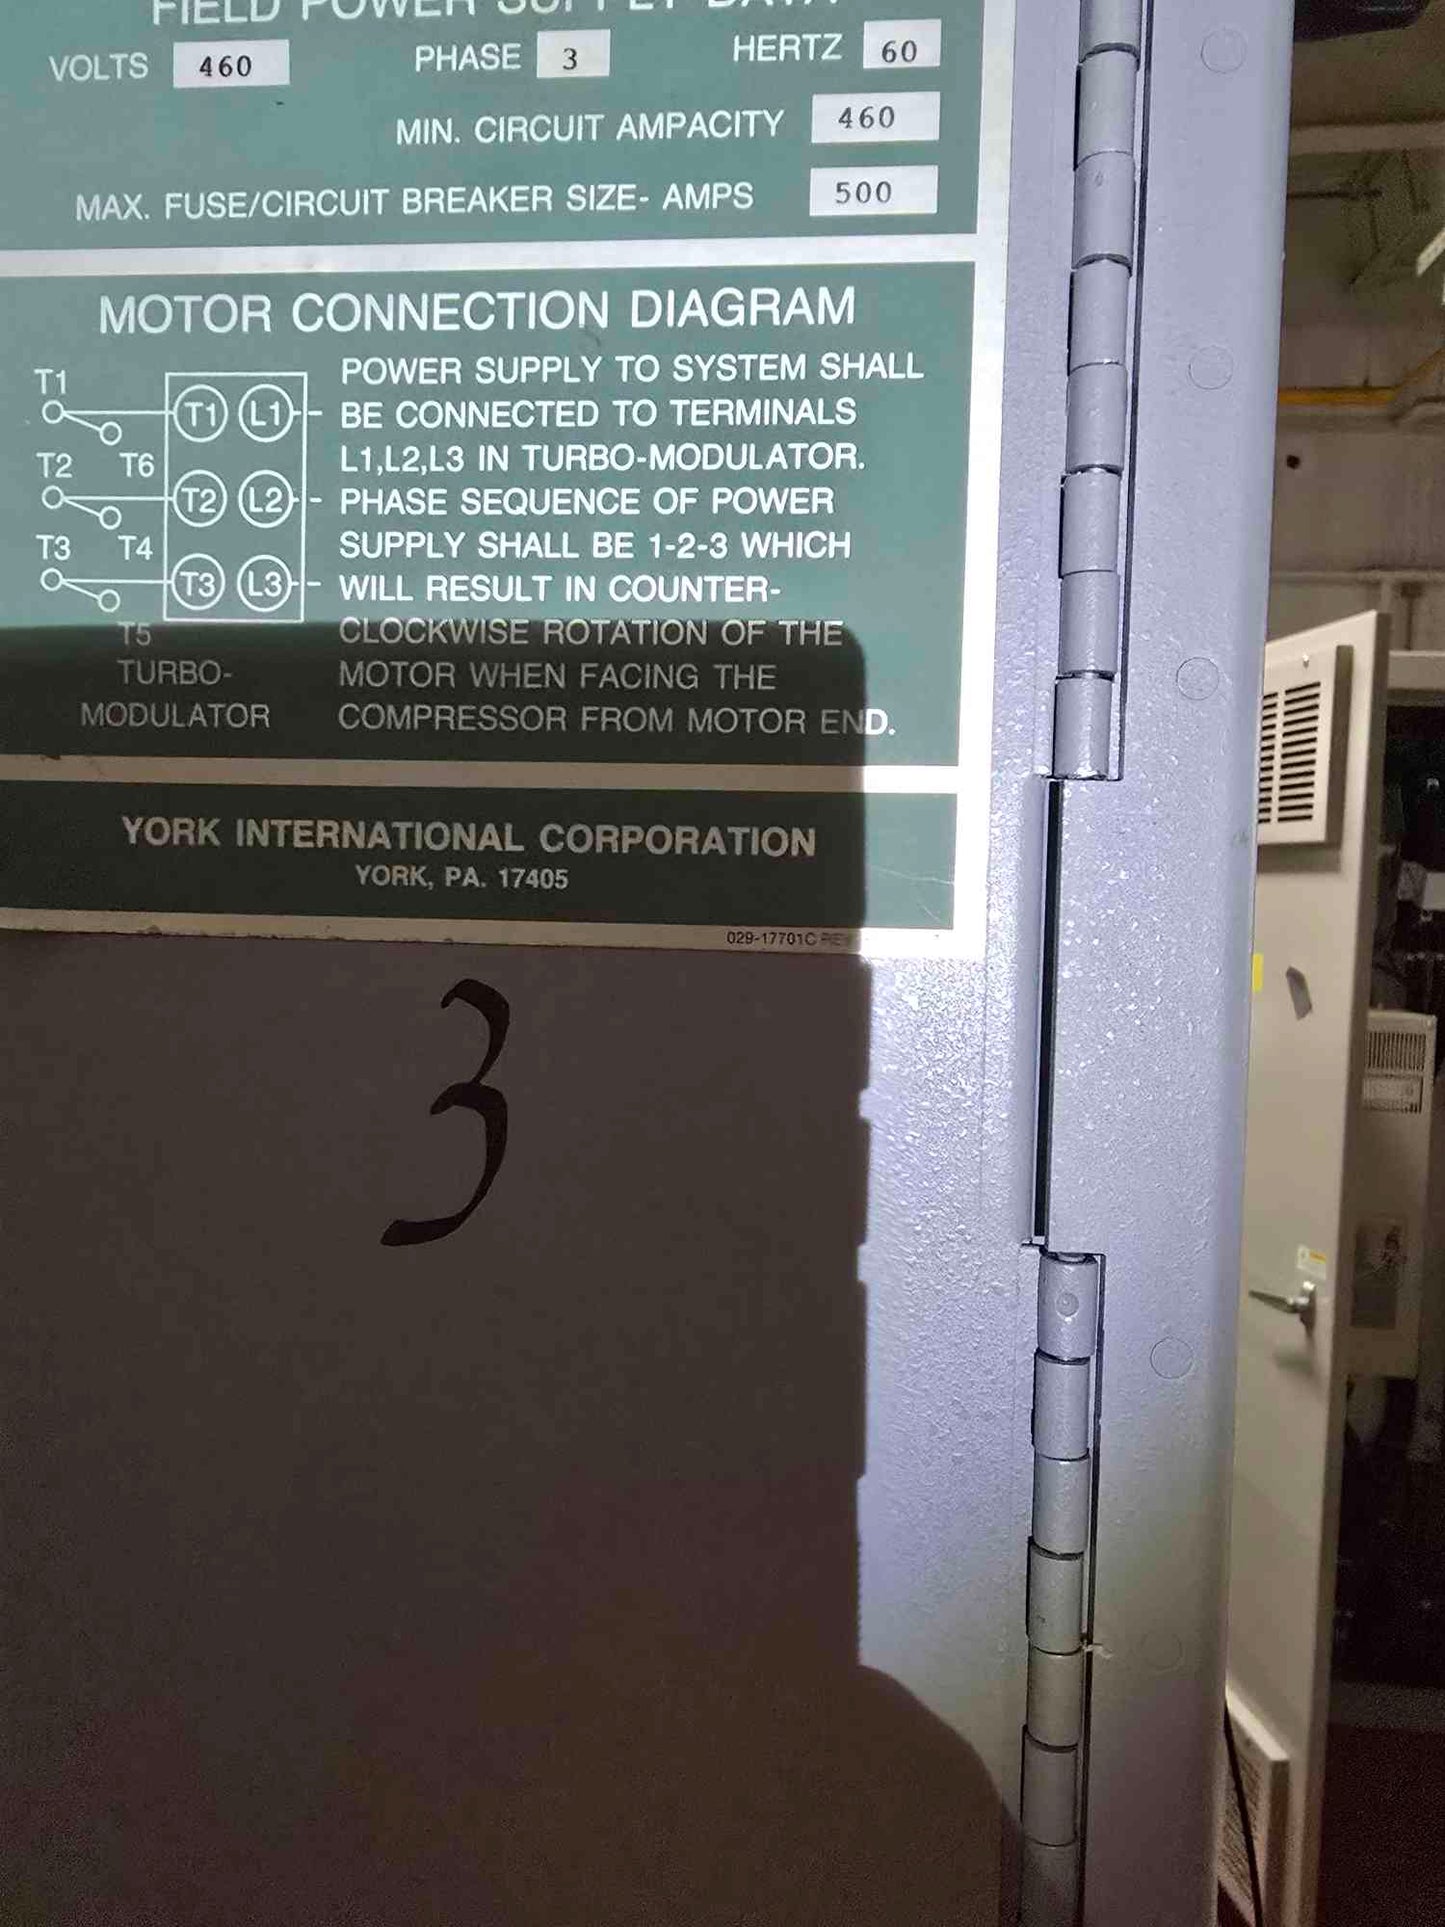 FIELD POWER SUPPLY DATA
VOLTS 460 PHASE 3 HERTZ 60
MIN. CIRCUIT AMPACITY 460
MAX. FUSE/CIRCUIT BREAKER SIZE- AMPS 500
MOTOR CONNECTION DIAGRAM
T1
T1 L1
T2 T6
T2 L2
T3 T4
T3 L3
T5
TURBO-
MODULATOR
POWER SUPPLY TO SYSTEM SHALL
BE CONNECTED TO TERMINALS
L1,L2,L3 IN TURBO-MODULATOR.
PHASE SEQUENCE OF POWER
SUPPLY SHALL BE 1-2-3 WHICH
WILL RESULT IN COUNTER-
CLOCKWISE ROTATION OF THE
MOTOR WHEN FACING THE
COMPRESSOR FROM MOTOR END.
YORK INTERNATIONAL CORPORATION
YORK, PA. 17405
029-17701C REV
3